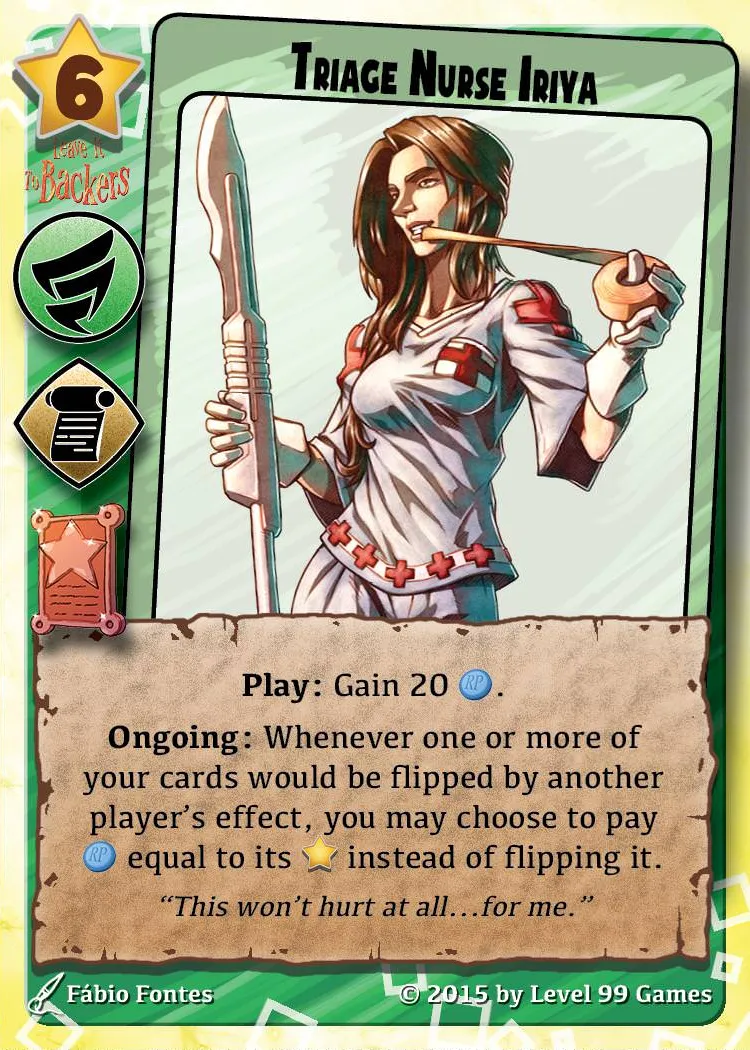 6
Triage Nurse Iriya
Leave it
To Backers
Play: Gain 20 RP.
Ongoing: Whenever one or more of
your cards would be flipped by another
player's effect, you may choose to pay
RP equal to its instead of flipping it.
"This won't hurt at all...for me."
Fábio Fontes
© 2015 by Level 99 Games